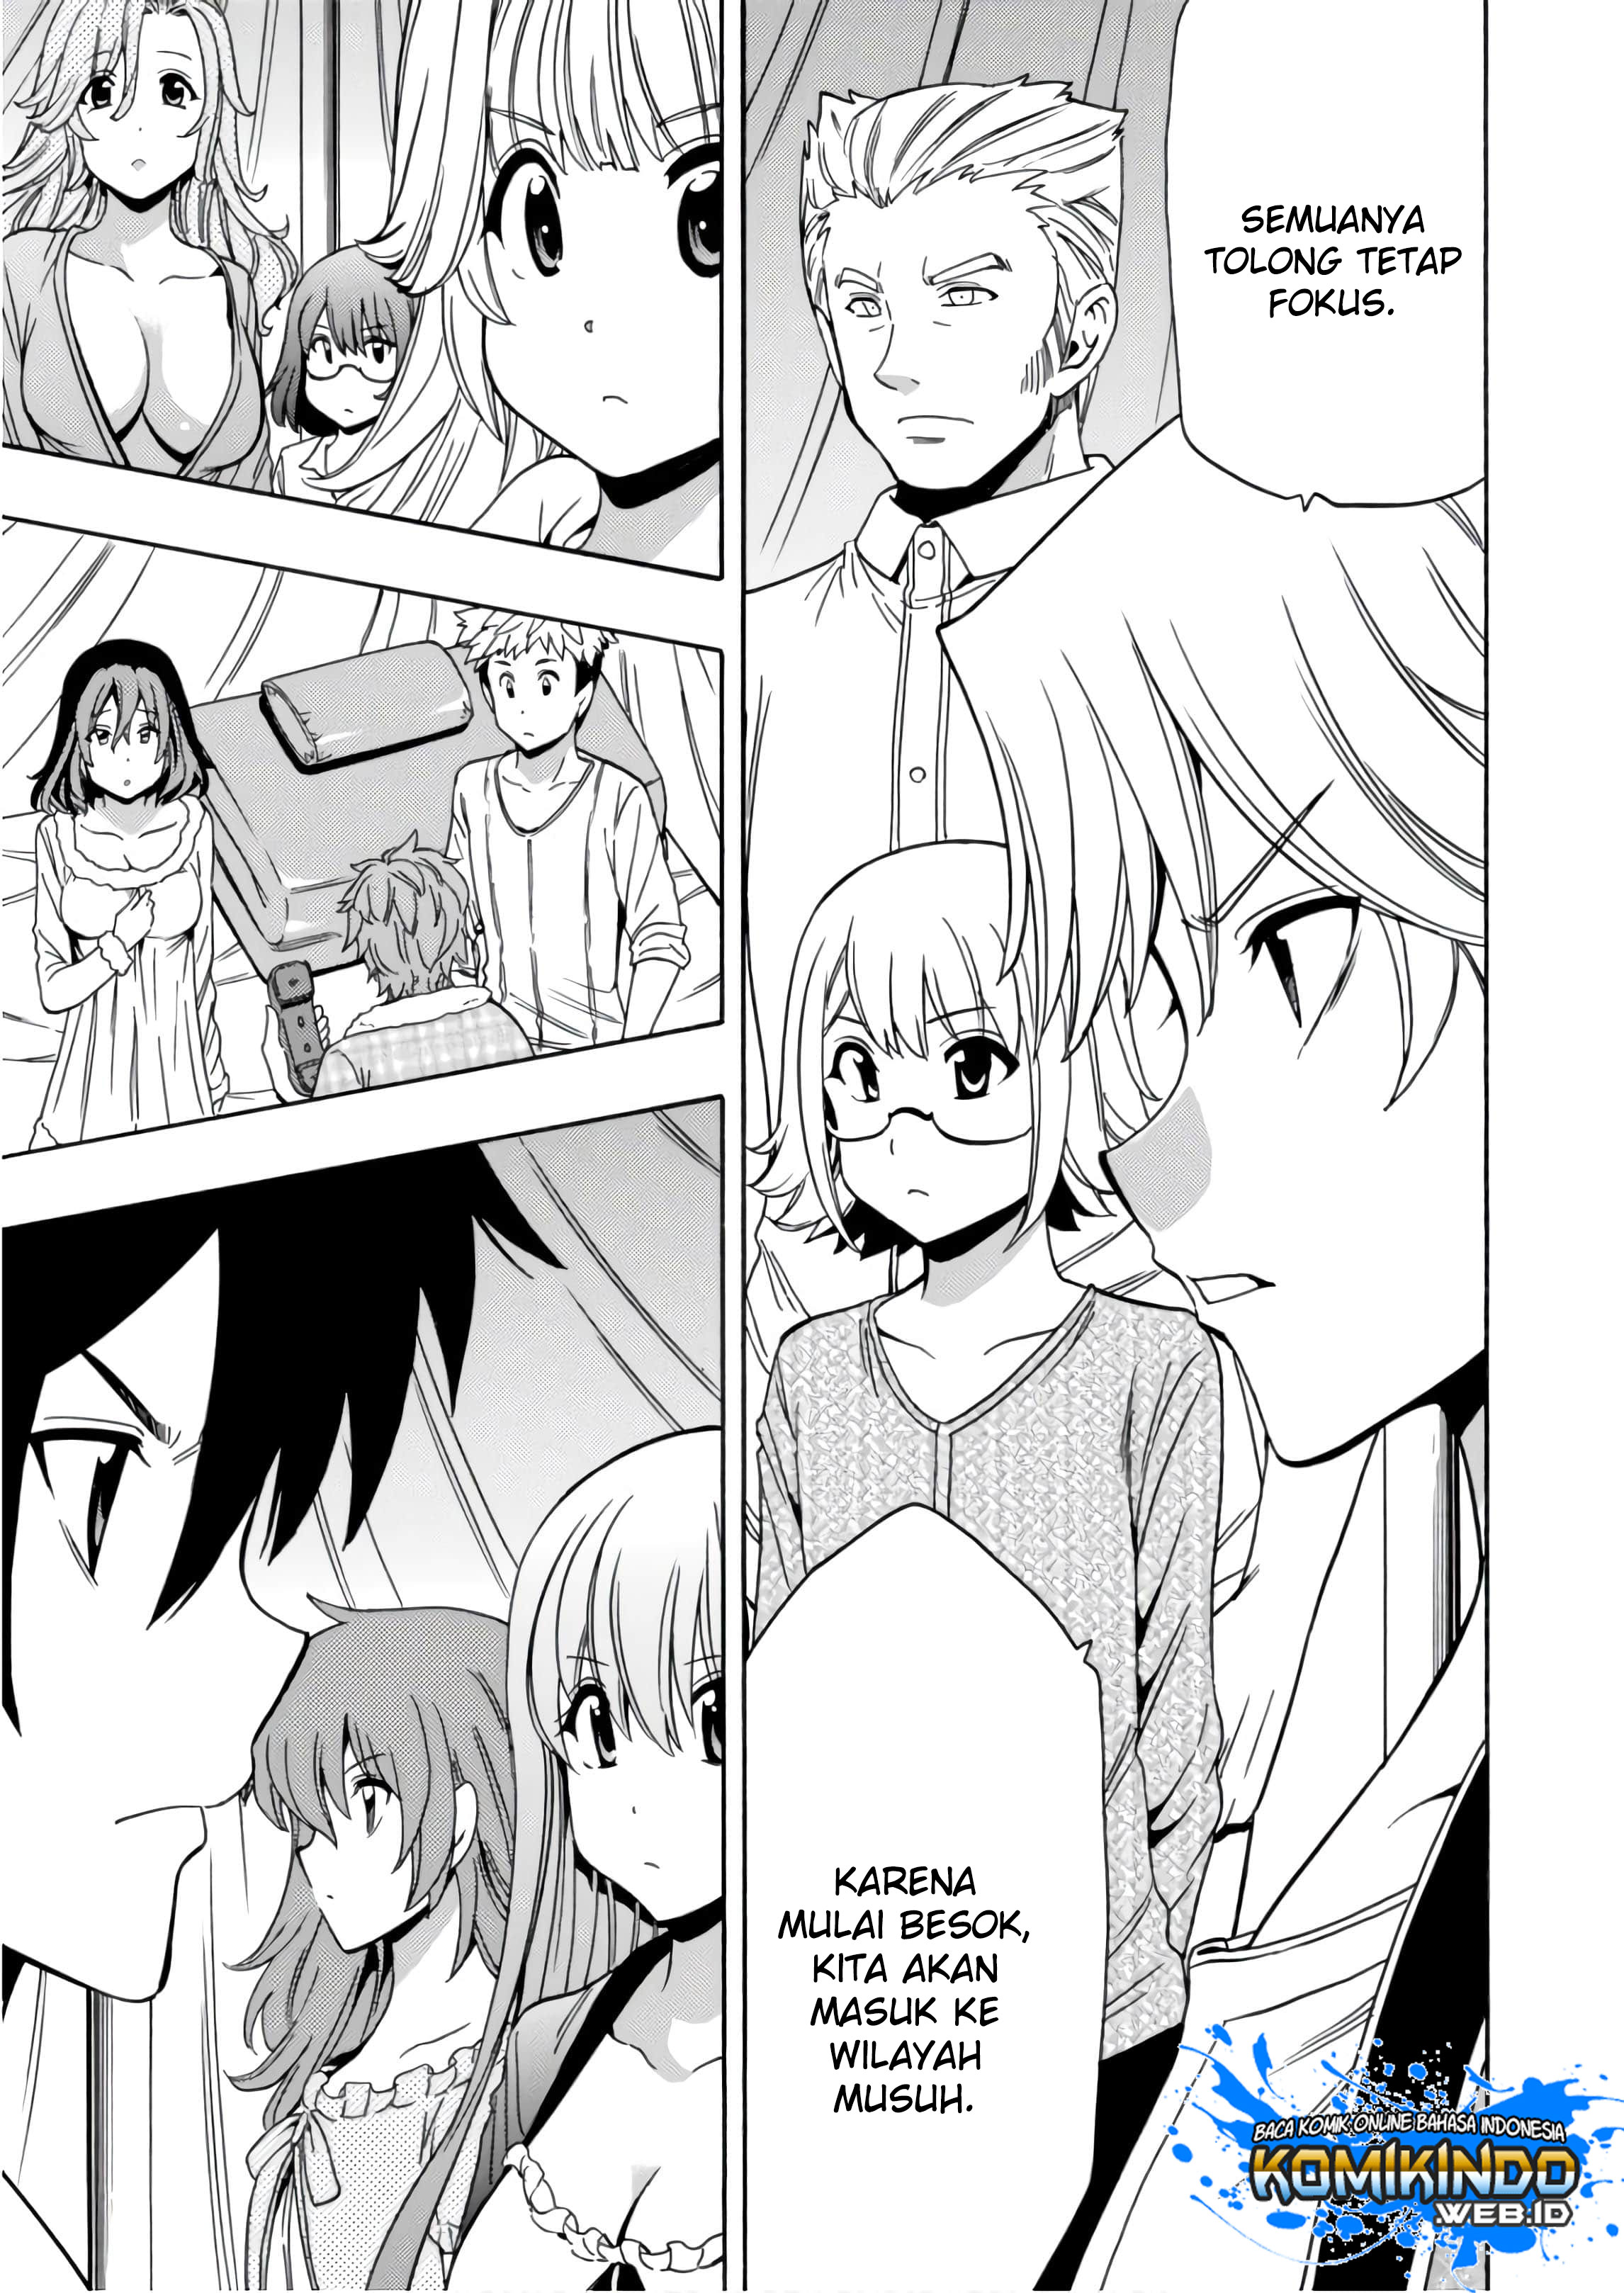 SEMUANYA
TOLONG TETAP
FOKUS.
KARENA
MULAI BESOK,
KITA AKAN
MASUK KE
WILAYAH
MUSUH.
BACA KOMIK ONLINE BAHASA INDONESIA
KOMIKINDO
.WEB.ID